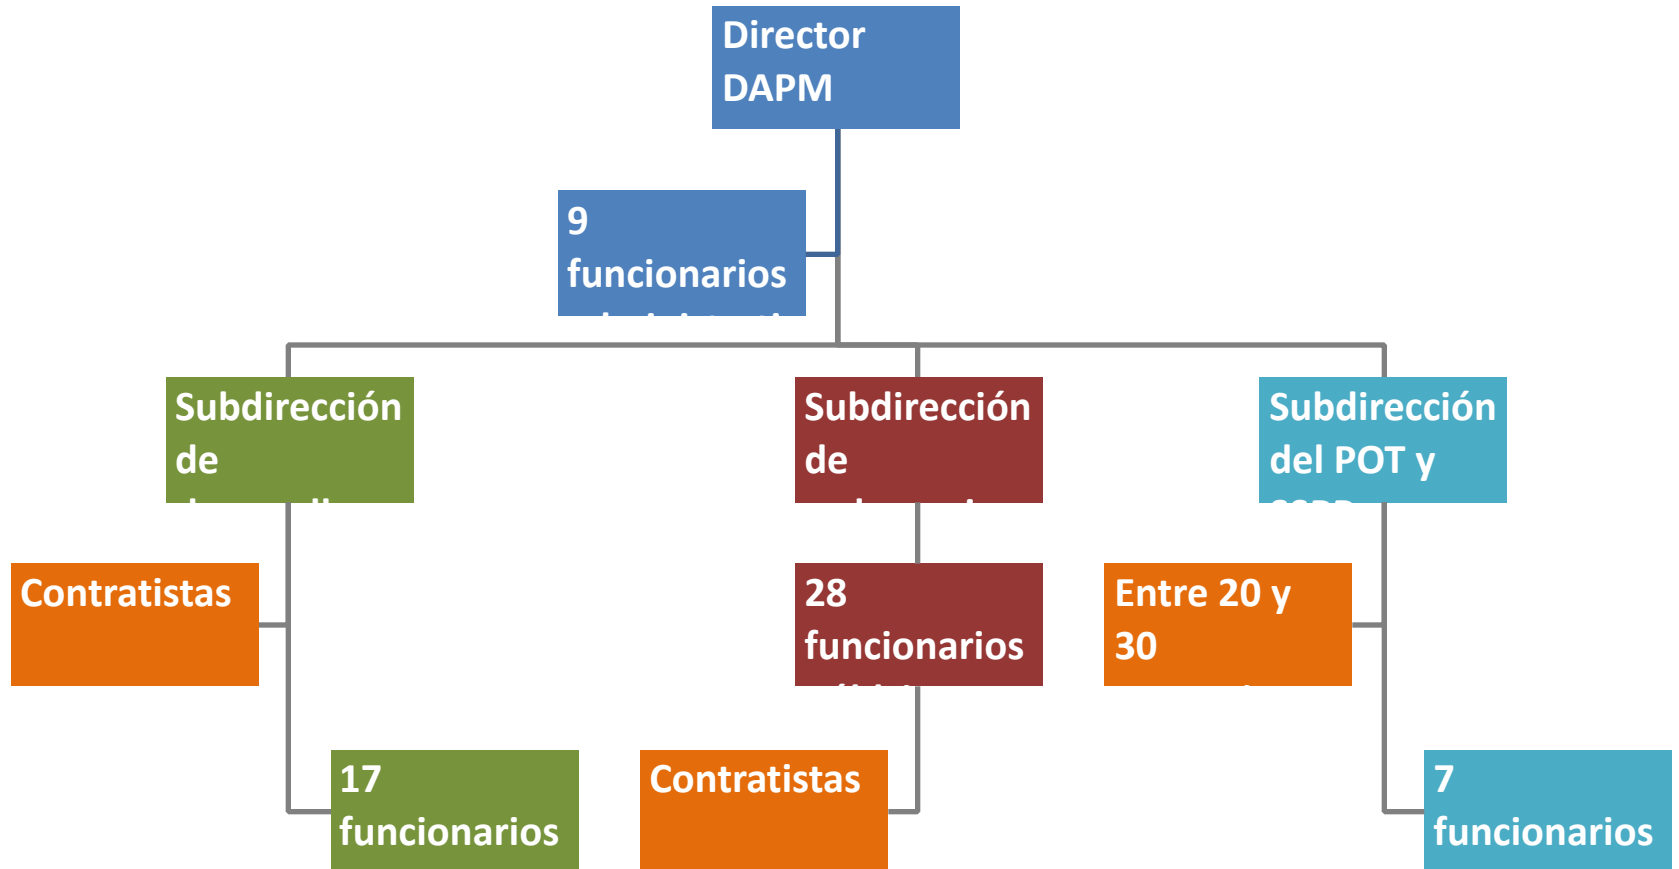 Director
DAPM
9
funcionarios
Subdirección
de
Subdirección
de
Subdirección
del POT y
Contratistas
28
funcionarios
Entre 20 y
30
17
funcionarios
Contratistas
7
funcionarios